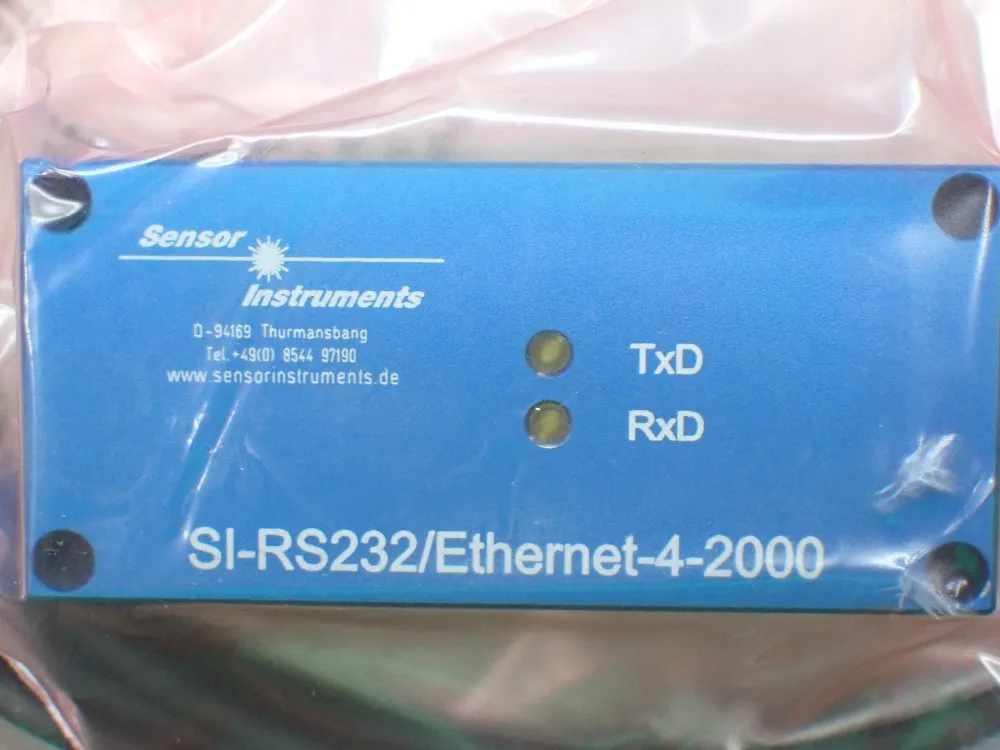 Sensor
Instruments
D-94169 Thurmansbang
Tel.+49(0) 8544 97190
www.sensorinstruments.de
TxD
RxD
SI-RS232/Ethernet-4-2000